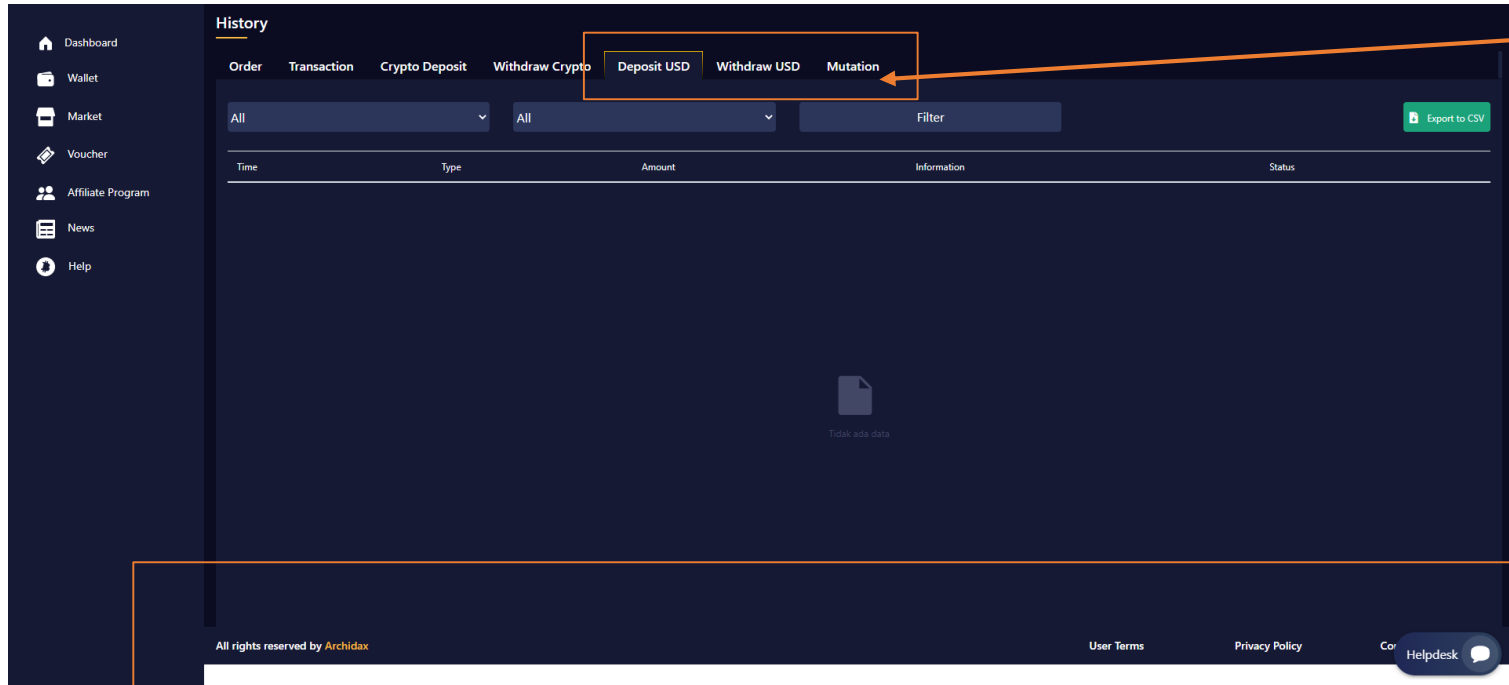 History
Dashboard
Wallet
Market
Voucher
Affiliate Program
News
Help
Order Transaction Crypto Deposit Withdraw Crypto Deposit USD Withdraw USD Mutation
All All Filter Export to CSV
Time Type Amount Information Status
Tidak ada data
All rights reserved by Archidax User Terms Privacy Policy
Helpdesk